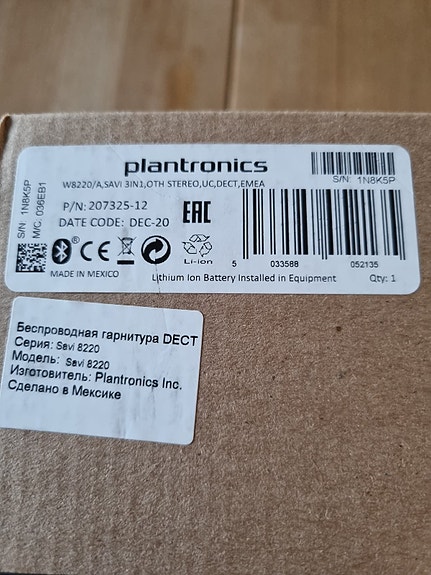 plantronics
S/N: 1N8K5P
W8220/A,SAVI 3IN1,OTH STEREO,UC,DECT,EMEA
P/N: 207325-12
DATE CODE: DEC-20
EAC
S/N: 1N8K5P
M/C: 036EB1
Li-ion
MADE IN MEXICO
5 033588 052135
Lithium Ion Battery Installed in Equipment
Qty: 1
Беспроводная гарнитура DECT
Серия: Savi 8220
Модель: Savi 8220
Изготовитель: Plantronics Inc.
Сделано в Мексике